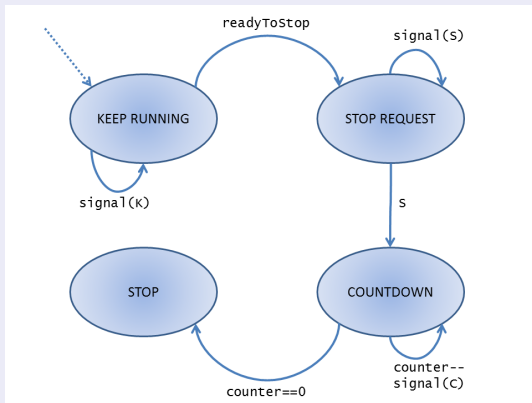 readyToStop
signal(S)
KEEP RUNNING
STOP REQUEST
signal(K)
S
STOP
COUNTDOWN
counter--
signal(C)
counter==0